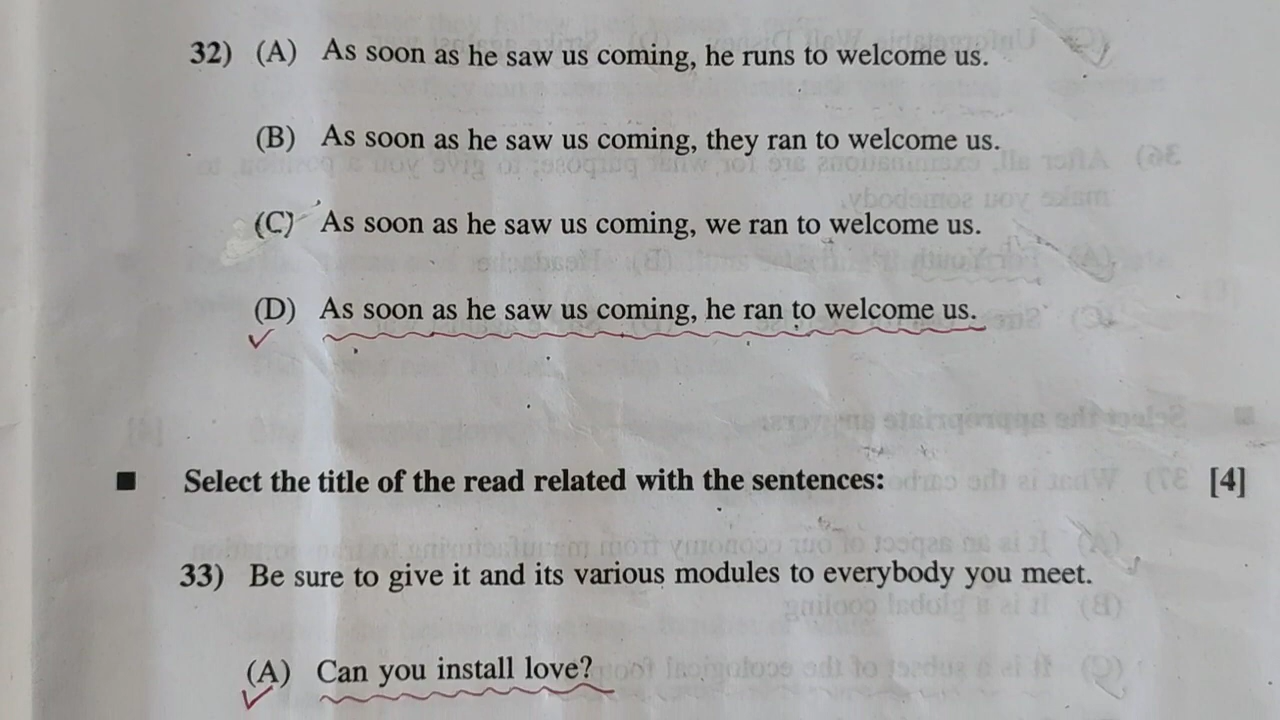 32) (A) As soon as he saw us coming, he runs to welcome us.
(B) As soon as he saw us coming, they ran to welcome us.
(C) As soon as he saw us coming, we ran to welcome us.
(D) As soon as he saw us coming, he ran to welcome us.
■ Select the title of the read related with the sentences: [4]
33) Be sure to give it and its various modules to everybody you meet.
(A) Can you install love?